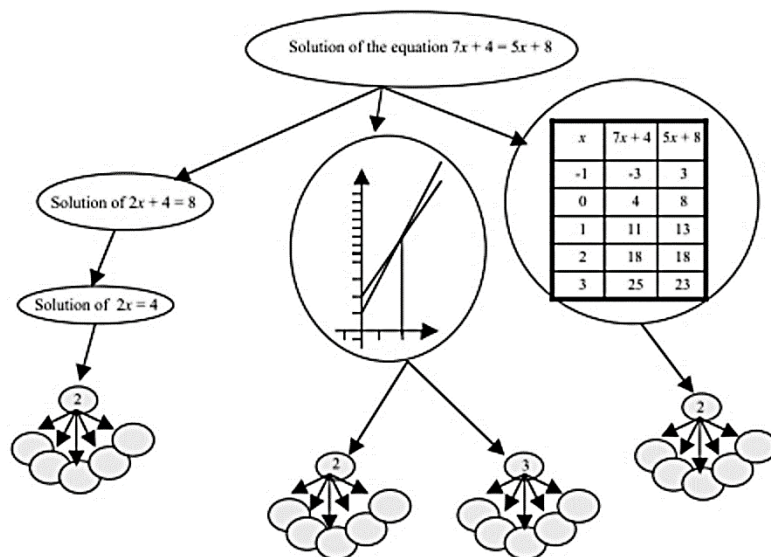 Solution of the equation 7x + 4 = 5x + 8
Solution of 2x + 4 = 8
Solution of 2x = 4
x 7x + 4 5x + 8
-1 -3 3
0 4 8
1 11 13
2 18 18
3 25 23
2
2
3
2